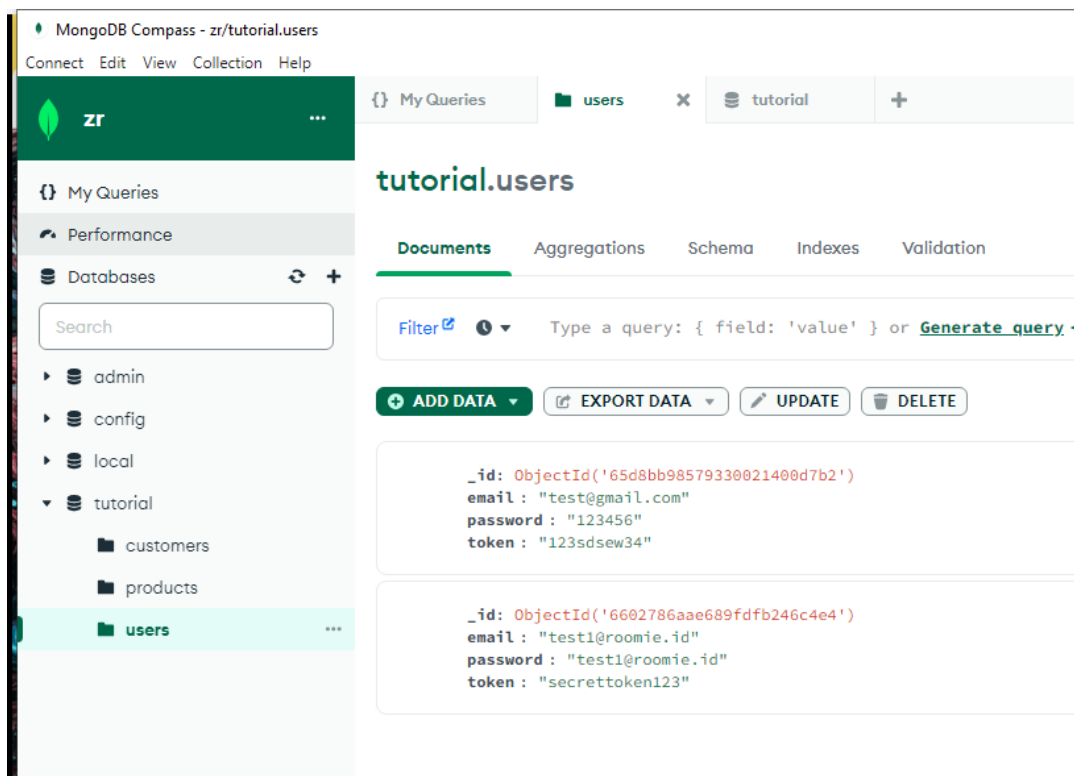 MongoDB Compass - zr/tutorial.users
Connect Edit View Collection Help
zr
{} My Queries
Performance
Databases
Search
admin
config
local
tutorial
customers
products
users
{} My Queries
users
tutorial
tutorial.users
Documents Aggregations Schema Indexes Validation
Filter Type a query: { field: 'value' } or Generate query
ADD DATA EXPORT DATA UPDATE DELETE
_id: ObjectId('65d8bb98579330021400d7b2')
email : "test@gmail.com"
password : "123456"
token : "123sdsew34"
_id: ObjectId('6602786aae689fdfb246c4e4')
email : "test1@roomie.id"
password : "test1@roomie.id"
token : "secrettoken123"